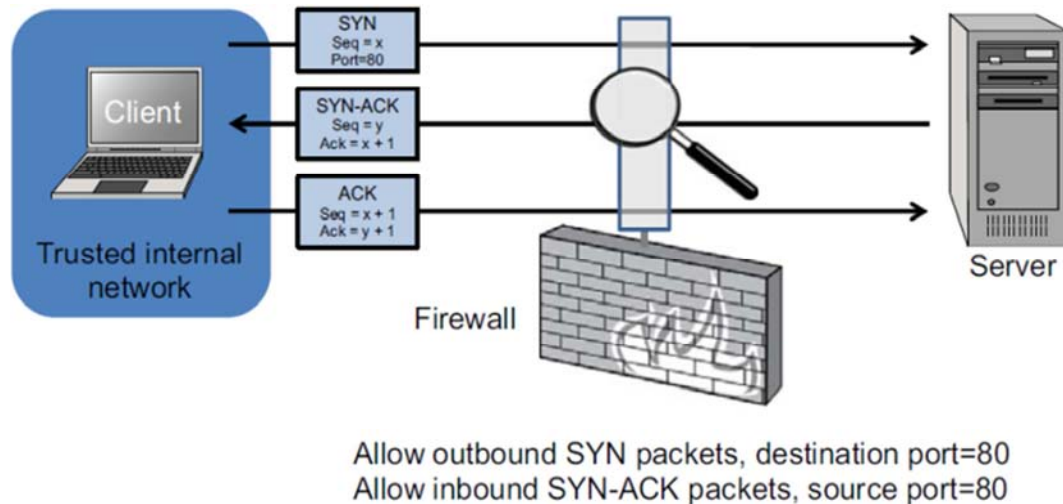 SYN
Seq = x
Port=80
Client
SYN-ACK
Seq = y
Ack = x + 1
ACK
Seq = x + 1
Ack = y + 1
Trusted internal
network
Server
Firewall
Allow outbound SYN packets, destination port=80
Allow inbound SYN-ACK packets, source port=80